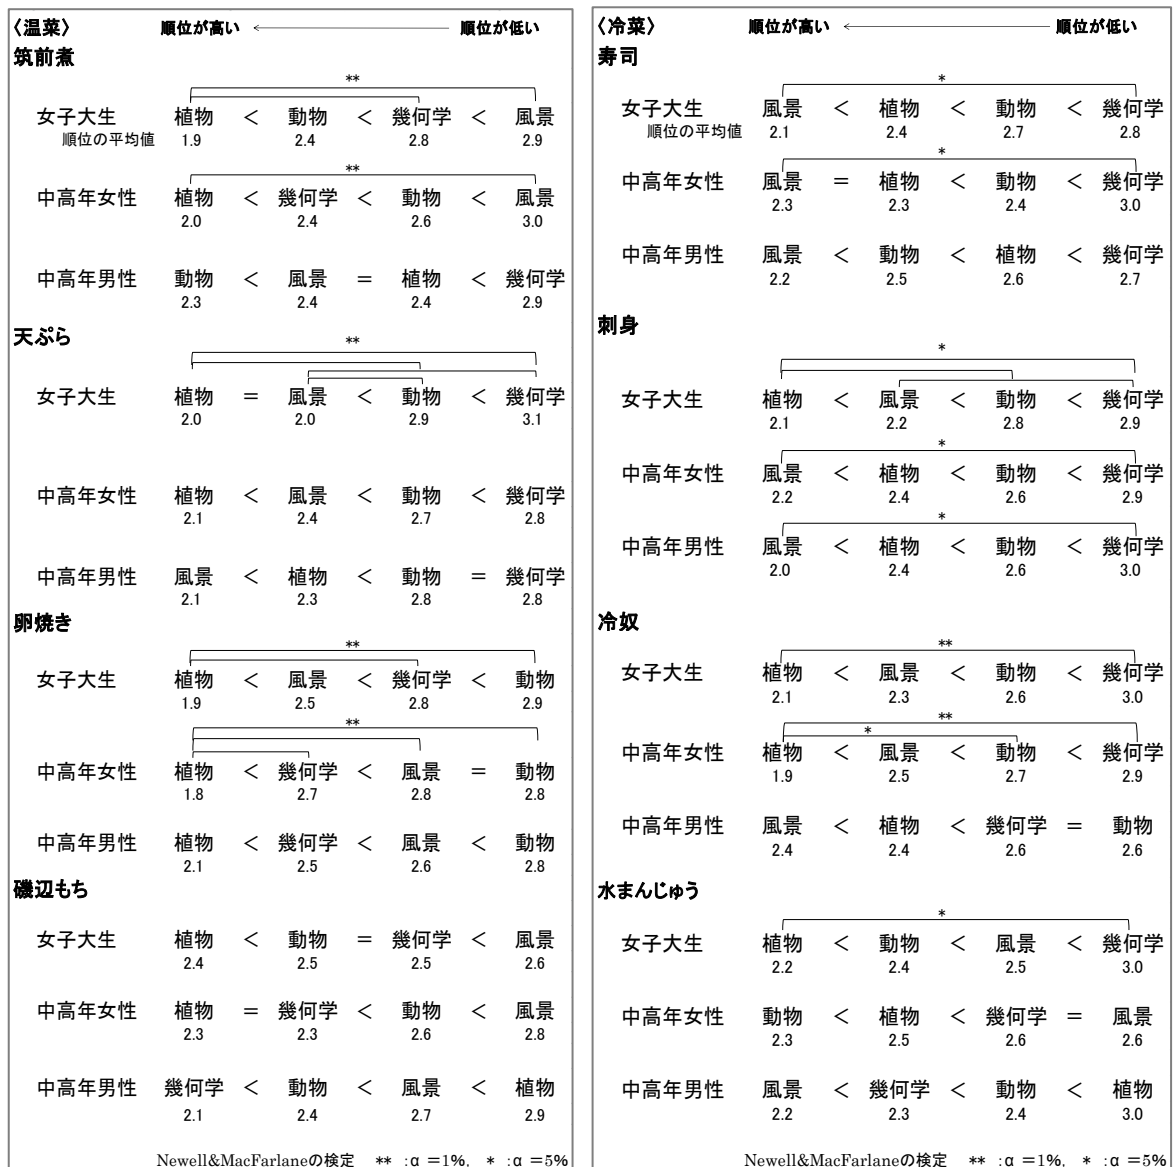 〈温菜〉 順位が高い ← 順位が低い
筑前煮
**
女子大生 植物 < 動物 < 幾何学 < 風景
順位の平均値 1.9 2.4 2.8 2.9
**
中高年女性 植物 < 幾何学 < 動物 < 風景
2.0 2.4 2.6 3.0
中高年男性 動物 < 風景 = 植物 < 幾何学
2.3 2.4 2.4 2.9
天ぷら
**
女子大生 植物 = 風景 < 動物 < 幾何学
2.0 2.0 2.9 3.1
中高年女性 植物 < 風景 < 動物 < 幾何学
2.1 2.4 2.7 2.8
中高年男性 風景 < 植物 < 動物 = 幾何学
2.1 2.3 2.8 2.8
卵焼き
**
女子大生 植物 < 風景 < 幾何学 < 動物
1.9 2.5 2.8 2.9
**
中高年女性 植物 < 幾何学 < 風景 = 動物
1.8 2.7 2.8 2.8
中高年男性 植物 < 幾何学 < 風景 < 動物
2.1 2.5 2.6 2.8
磯辺もち
女子大生 植物 < 動物 = 幾何学 < 風景
2.4 2.5 2.5 2.6
中高年女性 植物 = 幾何学 < 動物 < 風景
2.3 2.3 2.6 2.8
中高年男性 幾何学 < 動物 < 風景 < 植物
2.1 2.4 2.7 2.9
Newell&MacFarlaneの検定 ** :α=1%, * :α=5%
〈冷菜〉 順位が高い ← 順位が低い
寿司
*
女子大生 風景 < 植物 < 動物 < 幾何学
順位の平均値 2.1 2.4 2.7 2.8
*
中高年女性 風景 = 植物 < 動物 < 幾何学
2.3 2.3 2.4 3.0
中高年男性 風景 < 動物 < 植物 < 幾何学
2.2 2.5 2.6 2.7
刺身
*
女子大生 植物 < 風景 < 動物 < 幾何学
2.1 2.2 2.8 2.9
*
中高年女性 風景 < 植物 < 動物 < 幾何学
2.2 2.4 2.6 2.9
*
中高年男性 風景 < 植物 < 動物 < 幾何学
2.0 2.4 2.6 3.0
冷奴
**
女子大生 植物 < 風景 < 動物 < 幾何学
2.1 2.3 2.6 3.0
**
*
中高年女性 植物 < 風景 < 動物 < 幾何学
1.9 2.5 2.7 2.9
中高年男性 風景 < 植物 < 幾何学 = 動物
2.4 2.4 2.6 2.6
水まんじゅう
*
女子大生 植物 < 動物 < 風景 < 幾何学
2.2 2.4 2.5 3.0
中高年女性 動物 < 植物 < 幾何学 = 風景
2.3 2.5 2.6 2.6
中高年男性 風景 < 幾何学 < 動物 < 植物
2.2 2.3 2.4 3.0
Newell&MacFarlaneの検定 ** :α=1%, * :α=5%